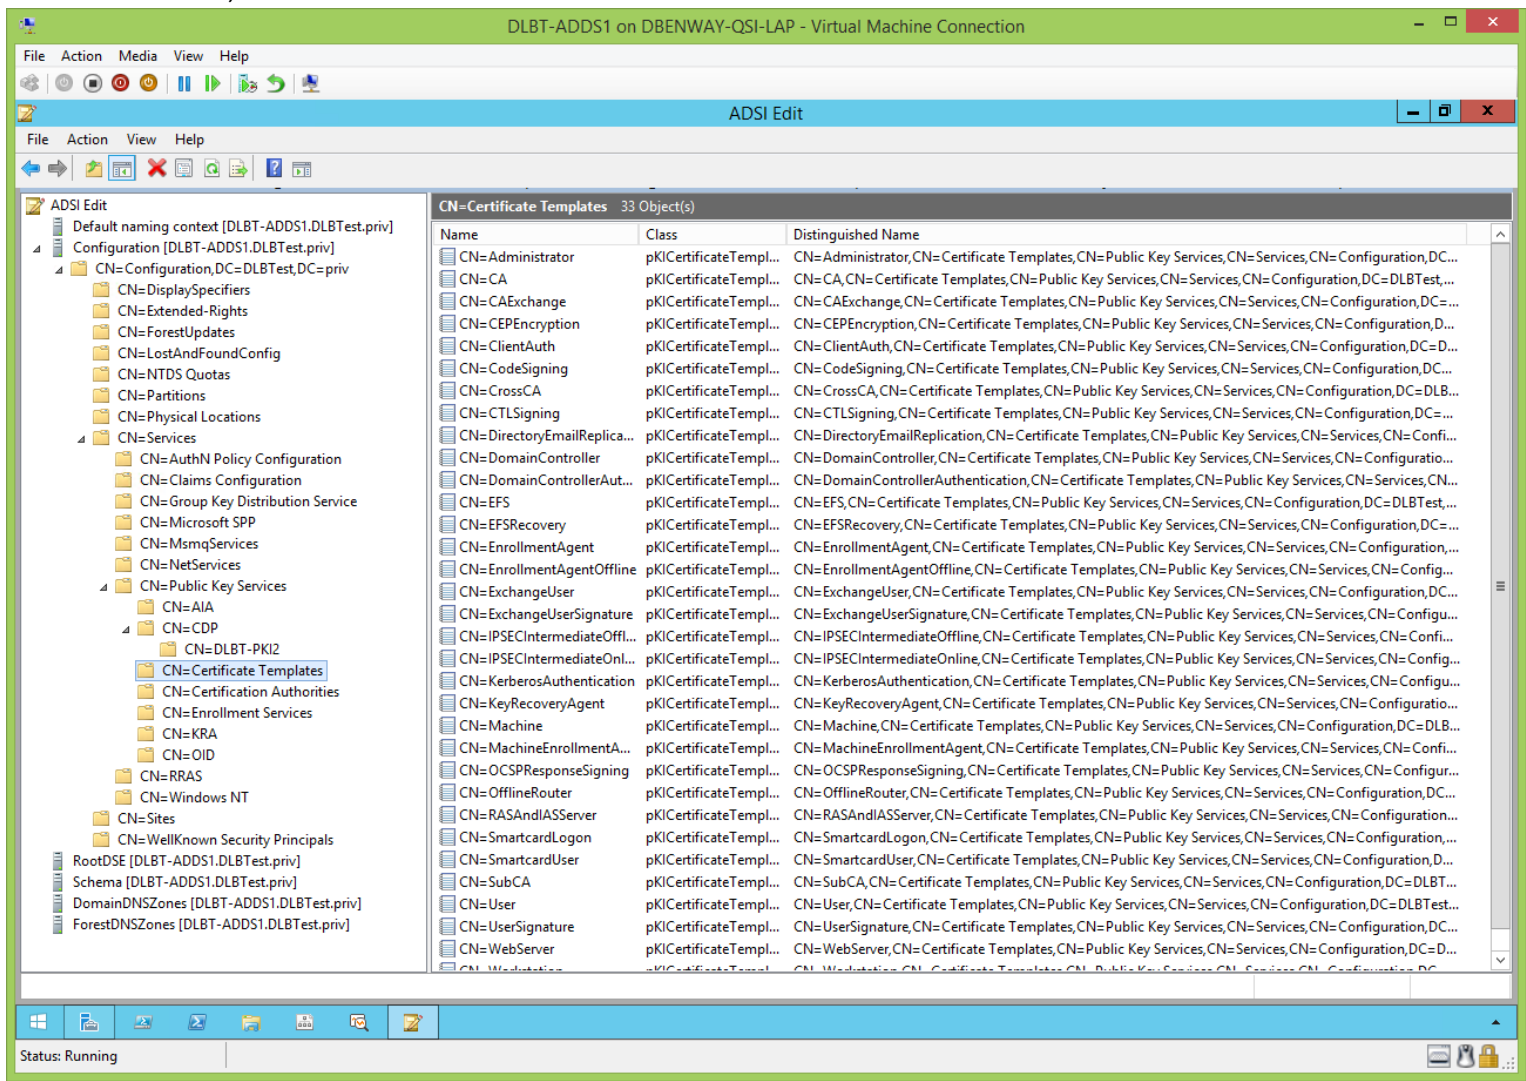 DLBT-ADDS1 on DBENWAY-QSI-LAP - Virtual Machine Connection
File Action Media View Help
ADSI Edit
File Action View Help
ADSI Edit
Default naming context [DLBT-ADDS1.DLBTest.priv]
Configuration [DLBT-ADDS1.DLBTest.priv]
CN=Configuration,DC=DLBTest,DC=priv
CN=DisplaySpecifiers
CN=Extended-Rights
CN=ForestUpdates
CN=LostAndFoundConfig
CN=NTDS Quotas
CN=Partitions
CN=Physical Locations
CN=Services
CN=AuthN Policy Configuration
CN=Claims Configuration
CN=Group Key Distribution Service
CN=Microsoft SPP
CN=MsmqServices
CN=NetServices
CN=Public Key Services
CN=AIA
CN=CDP
CN=DLBT-PKI2
CN=Certificate Templates
CN=Certification Authorities
CN=Enrollment Services
CN=KRA
CN=OID
CN=RRAS
CN=Windows NT
CN=Sites
CN=WellKnown Security Principals
RootDSE [DLBT-ADDS1.DLBTest.priv]
Schema [DLBT-ADDS1.DLBTest.priv]
DomainDNSZones [DLBT-ADDS1.DLBTest.priv]
ForestDNSZones [DLBT-ADDS1.DLBTest.priv]
CN=Certificate Templates 33 Object(s)
Name Class Distinguished Name
CN=Administrator pKICertificateTempl... CN=Administrator,CN=Certificate Templates,CN=Public Key Services,CN=Services,CN=Configuration,DC...
CN=CA pKICertificateTempl... CN=CA,CN=Certificate Templates,CN=Public Key Services,CN=Services,CN=Configuration,DC=DLBTest,...
CN=CAExchange pKICertificateTempl... CN=CAExchange,CN=Certificate Templates,CN=Public Key Services,CN=Services,CN=Configuration,DC=...
CN=CEPEncryption pKICertificateTempl... CN=CEPEncryption,CN=Certificate Templates,CN=Public Key Services,CN=Services,CN=Configuration,D...
CN=ClientAuth pKICertificateTempl... CN=ClientAuth,CN=Certificate Templates,CN=Public Key Services,CN=Services,CN=Configuration,DC=D...
CN=CodeSigning pKICertificateTempl... CN=CodeSigning,CN=Certificate Templates,CN=Public Key Services,CN=Services,CN=Configuration,DC...
CN=CrossCA pKICertificateTempl... CN=CrossCA,CN=Certificate Templates,CN=Public Key Services,CN=Services,CN=Configuration,DC=DLB...
CN=CTLSigning pKICertificateTempl... CN=CTLSigning,CN=Certificate Templates,CN=Public Key Services,CN=Services,CN=Configuration,DC=...
CN=DirectoryEmailReplica... pKICertificateTempl... CN=DirectoryEmailReplication,CN=Certificate Templates,CN=Public Key Services,CN=Services,CN=Confi...
CN=DomainController pKICertificateTempl... CN=DomainController,CN=Certificate Templates,CN=Public Key Services,CN=Services,CN=Configuratio...
CN=DomainControllerAut... pKICertificateTempl... CN=DomainControllerAuthentication,CN=Certificate Templates,CN=Public Key Services,CN=Services,CN...
CN=EFS pKICertificateTempl... CN=EFS,CN=Certificate Templates,CN=Public Key Services,CN=Services,CN=Configuration,DC=DLBTest,...
CN=EFSRecovery pKICertificateTempl... CN=EFSRecovery,CN=Certificate Templates,CN=Public Key Services,CN=Services,CN=Configuration,DC=...
CN=EnrollmentAgent pKICertificateTempl... CN=EnrollmentAgent,CN=Certificate Templates,CN=Public Key Services,CN=Services,CN=Configuration,...
CN=EnrollmentAgentOffline pKICertificateTempl... CN=EnrollmentAgentOffline,CN=Certificate Templates,CN=Public Key Services,CN=Services,CN=Config...
CN=ExchangeUser pKICertificateTempl... CN=ExchangeUser,CN=Certificate Templates,CN=Public Key Services,CN=Services,CN=Configuration,DC...
CN=ExchangeUserSignature pKICertificateTempl... CN=ExchangeUserSignature,CN=Certificate Templates,CN=Public Key Services,CN=Services,CN=Configu...
CN=IPSECIntermediateOffl... pKICertificateTempl... CN=IPSECIntermediateOffline,CN=Certificate Templates,CN=Public Key Services,CN=Services,CN=Confi...
CN=IPSECIntermediateOnl... pKICertificateTempl... CN=IPSECIntermediateOnline,CN=Certificate Templates,CN=Public Key Services,CN=Services,CN=Config...
CN=KerberosAuthentication pKICertificateTempl... CN=KerberosAuthentication,CN=Certificate Templates,CN=Public Key Services,CN=Services,CN=Configu...
CN=KeyRecoveryAgent pKICertificateTempl... CN=KeyRecoveryAgent,CN=Certificate Templates,CN=Public Key Services,CN=Services,CN=Configuratio...
CN=Machine pKICertificateTempl... CN=Machine,CN=Certificate Templates,CN=Public Key Services,CN=Services,CN=Configuration,DC=DLB...
CN=MachineEnrollmentA... pKICertificateTempl... CN=MachineEnrollmentAgent,CN=Certificate Templates,CN=Public Key Services,CN=Services,CN=Confi...
CN=OCSPResponseSigning pKICertificateTempl... CN=OCSPResponseSigning,CN=Certificate Templates,CN=Public Key Services,CN=Services,CN=Configur...
CN=OfflineRouter pKICertificateTempl... CN=OfflineRouter,CN=Certificate Templates,CN=Public Key Services,CN=Services,CN=Configuration,DC...
CN=RASAndIASServer pKICertificateTempl... CN=RASAndIASServer,CN=Certificate Templates,CN=Public Key Services,CN=Services,CN=Configuration...
CN=SmartcardLogon pKICertificateTempl... CN=SmartcardLogon,CN=Certificate Templates,CN=Public Key Services,CN=Services,CN=Configuration,...
CN=SmartcardUser pKICertificateTempl... CN=SmartcardUser,CN=Certificate Templates,CN=Public Key Services,CN=Services,CN=Configuration,D...
CN=SubCA pKICertificateTempl... CN=SubCA,CN=Certificate Templates,CN=Public Key Services,CN=Services,CN=Configuration,DC=DLBT...
CN=User pKICertificateTempl... CN=User,CN=Certificate Templates,CN=Public Key Services,CN=Services,CN=Configuration,DC=DLBTest...
CN=UserSignature pKICertificateTempl... CN=UserSignature,CN=Certificate Templates,CN=Public Key Services,CN=Services,CN=Configuration,DC...
CN=WebServer pKICertificateTempl... CN=WebServer,CN=Certificate Templates,CN=Public Key Services,CN=Services,CN=Configuration,DC=D...
Status: Running